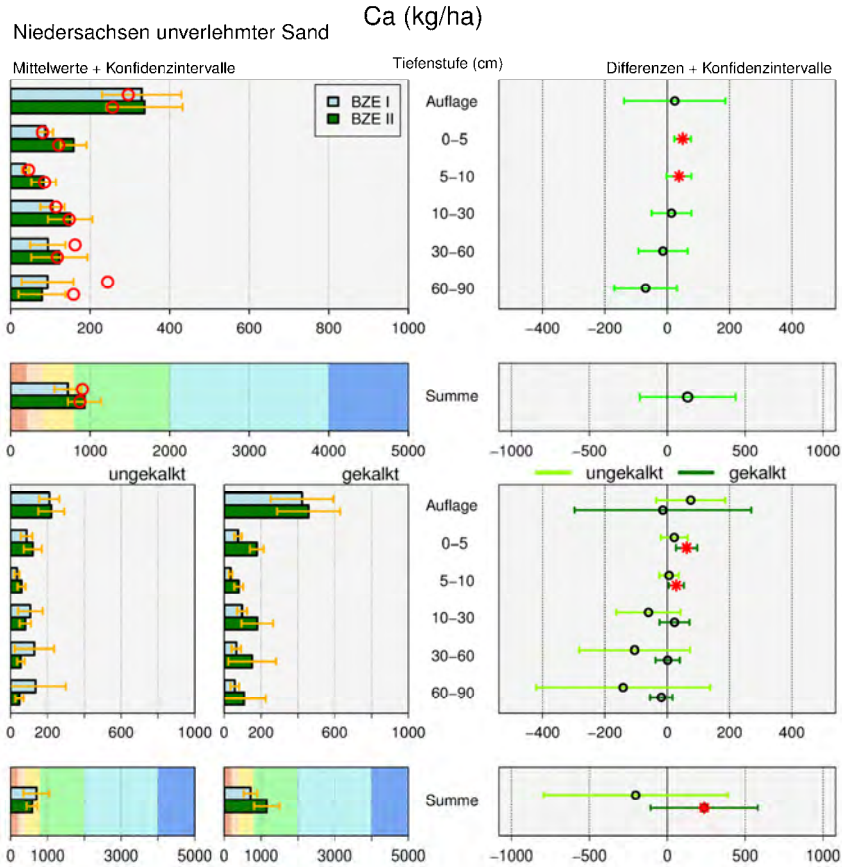 Ca (kg/ha)
Niedersachsen unverlehmter Sand
Mittelwerte + Konfidenzintervalle
Tiefenstufe (cm)
Differenzen + Konfidenzintervalle
BZE I
BZE II
Auflage
0−5
5−10
10−30
30−60
60−90
0 200 400 600 800 1000
−400 −200 0 200 400
Summe
0 1000 2000 3000 4000 5000
−1000 −500 0 500 1000
ungekalkt
gekalkt
ungekalkt gekalkt
Auflage
0−5
5−10
10−30
30−60
60−90
0 200 400 600 1000
0 200 400 600 1000
−400 −200 0 200 400
Summe
0 1000 3000 5000
0 1000 3000 5000
−1000 −500 0 500 1000